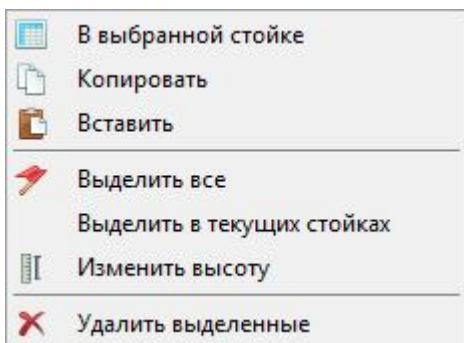 В выбранной стойке
Копировать
Вставить
Выделить все
Выделить в текущих стойках
Изменить высоту
Удалить выделенные